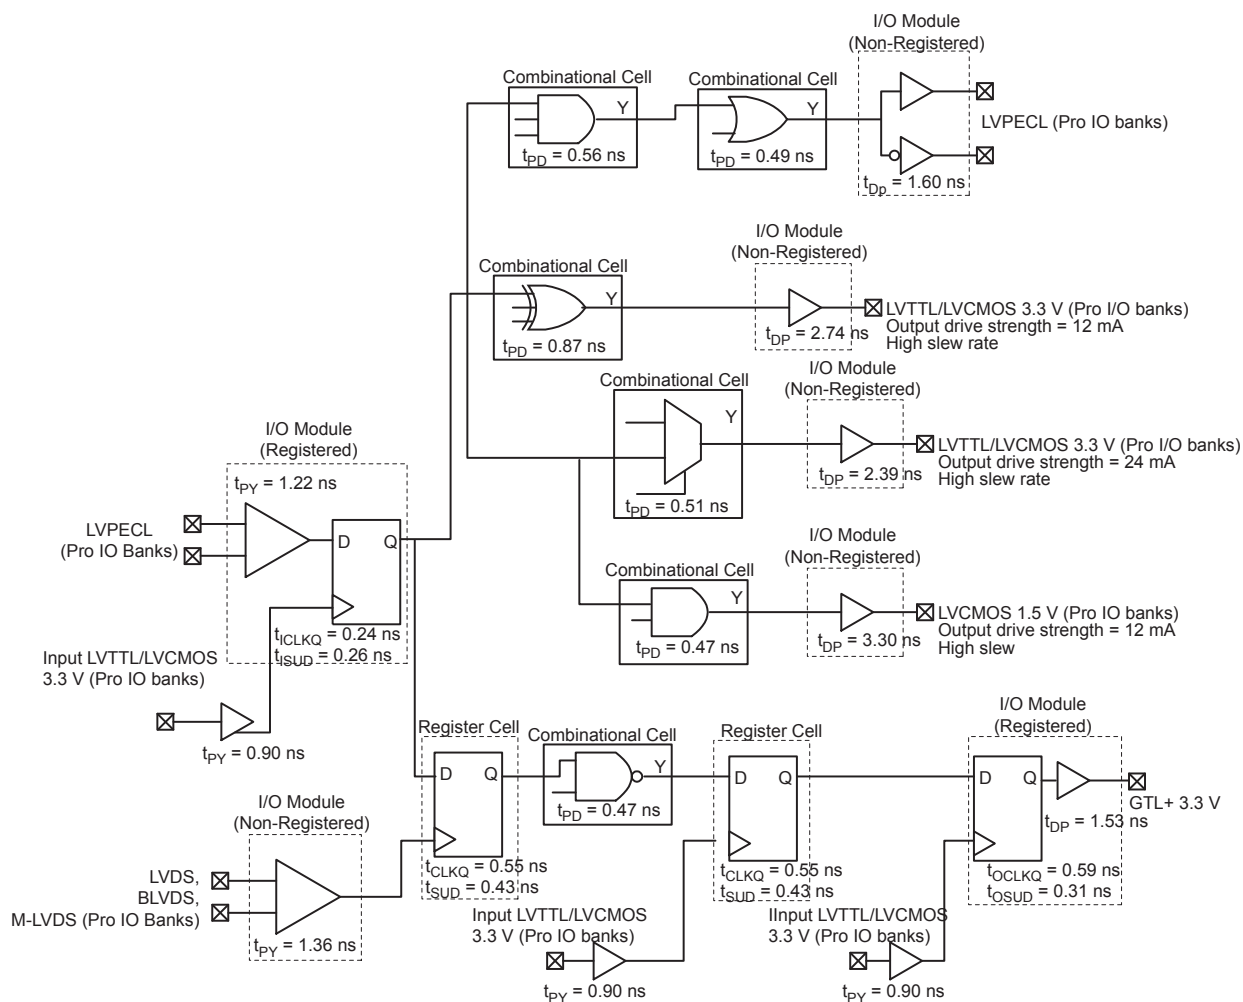 I/O Module
(Non-Registered)
Combinational Cell
Y
tPD = 0.56 ns
Combinational Cell
Y
tPD = 0.49 ns
LVPECL (Pro IO banks)
tDp = 1.60 ns
I/O Module
(Non-Registered)
Combinational Cell
Y
tPD = 0.87 ns
tDP = 2.74 ns
LVTTL/LVCMOS 3.3 V (Pro I/O banks)
Output drive strength = 12 mA
High slew rate
I/O Module
(Non-Registered)
Combinational Cell
Y
tPD = 0.51 ns
tDP = 2.39 ns
LVTTL/LVCMOS 3.3 V (Pro I/O banks)
Output drive strength = 24 mA
High slew rate
I/O Module
(Registered)
tPY = 1.22 ns
LVPECL
(Pro IO Banks)
D
Q
tICLKQ = 0.24 ns
tISUD = 0.26 ns
I/O Module
(Non-Registered)
Combinational Cell
Y
tPD = 0.47 ns
tDP = 3.30 ns
LVCMOS 1.5 V (Pro IO banks)
Output drive strength = 12 mA
High slew
Input LVTTL/LVCMOS
3.3 V (Pro IO banks)
tPY = 0.90 ns
Register Cell
D
Q
tCLKQ = 0.55 ns
tSUD = 0.43 ns
Combinational Cell
Y
tPD = 0.47 ns
Register Cell
D
Q
tCLKQ = 0.55 ns
tSUD = 0.43 ns
I/O Module
(Registered)
D
Q
tDP = 1.53 ns
GTL+ 3.3 V
tOCLKQ = 0.59 ns
tOSUD = 0.31 ns
I/O Module
(Non-Registered)
LVDS,
BLVDS,
M-LVDS (Pro IO Banks)
tPY = 1.36 ns
Input LVTTL/LVCMOS
3.3 V (Pro IO banks)
tPY = 0.90 ns
IInput LVTTL/LVCMOS
3.3 V (Pro IO banks)
tPY = 0.90 ns